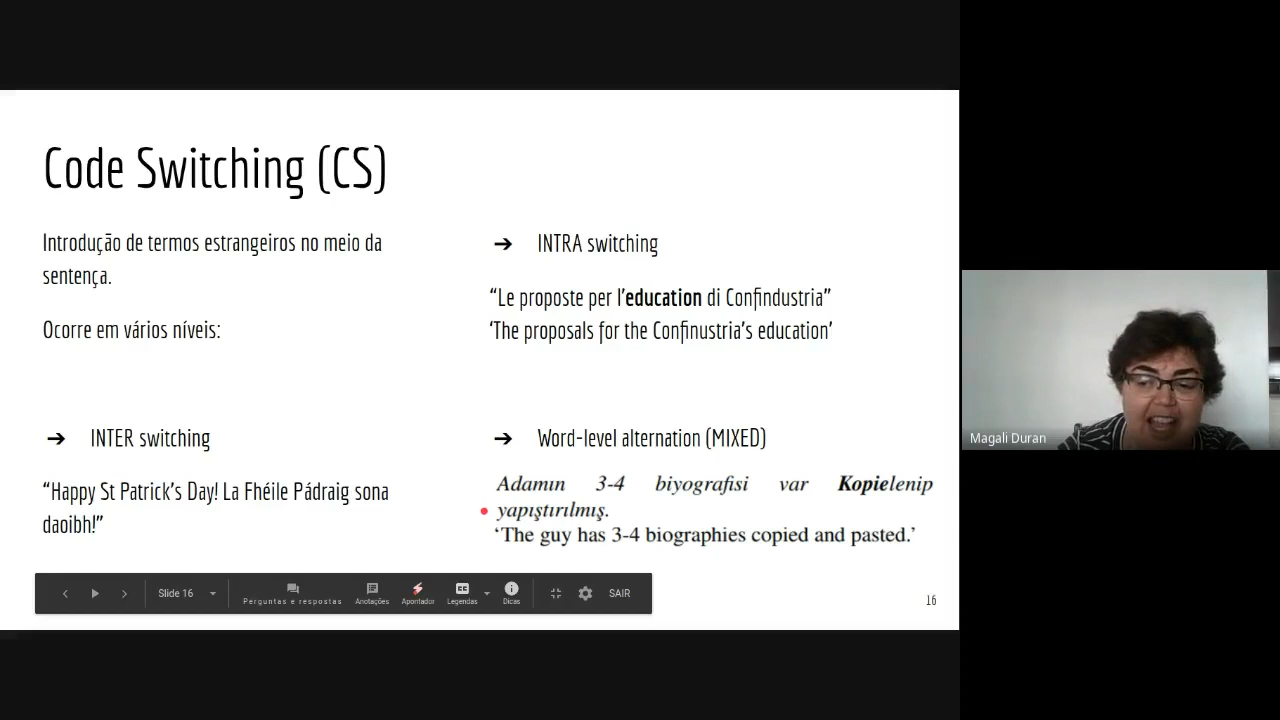 Code Switching (CS)
Introdução de termos estrangeiros no meio da
sentença.
Ocorre em vários níveis:
➔ INTER switching
“Happy St Patrick’s Day! La Fhéile Pádraig sona
daoibh!”
➔ INTRA switching
“Le proposte per l’education di Confindustria”
‘The proposals for the Confinustria’s education’
➔ Word-level alternation (MIXED)
Adamın 3-4 biyografisi var Kopielenip
yapıştırılmış.
‘The guy has 3-4 biographies copied and pasted.’
Slide 16
Perguntas e respostas
Anotações
Apontador
Legendas
Dicas
SAIR
16
Magali Duran